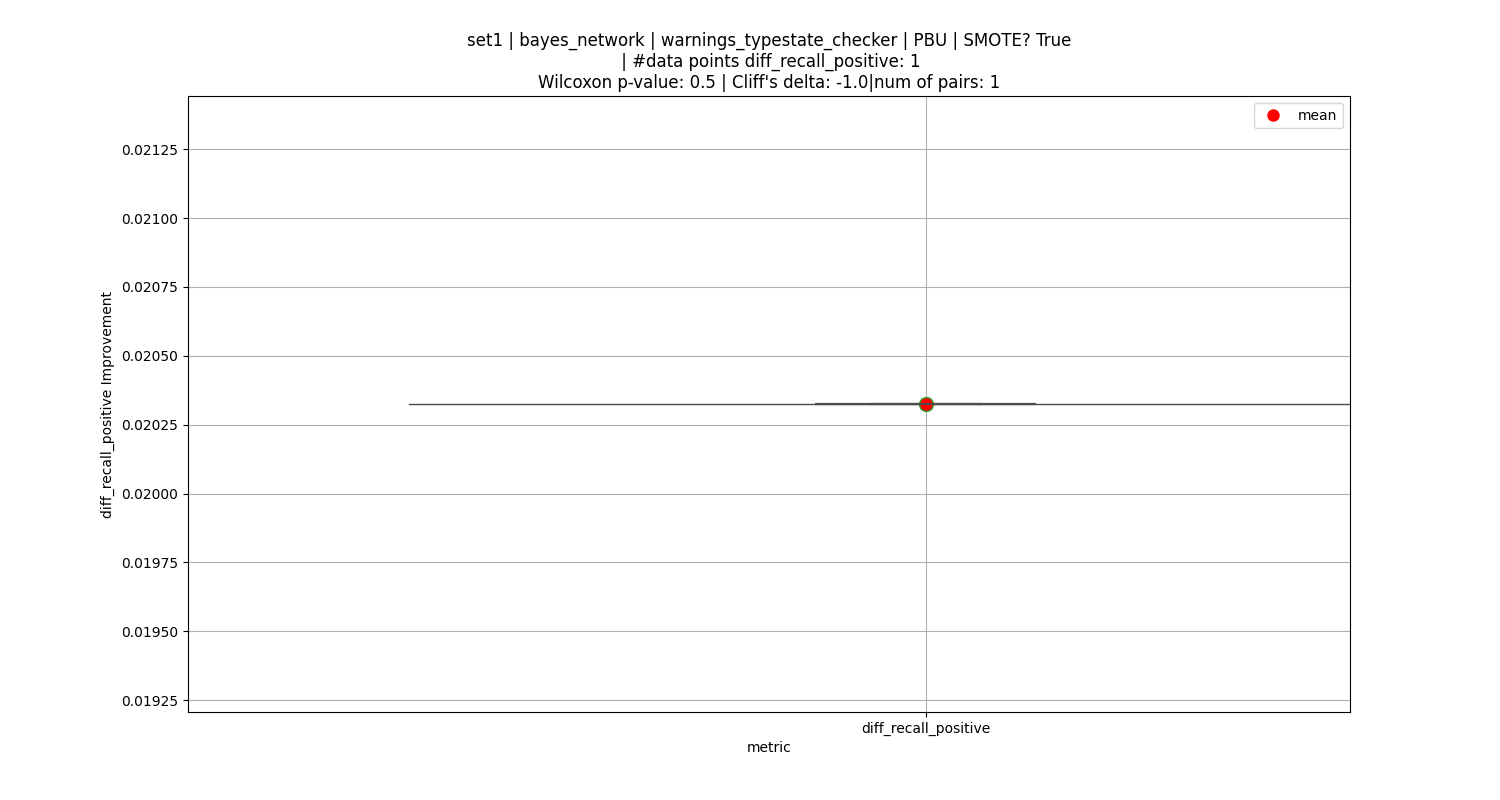 set1 | bayes_network | warnings_typestate_checker | PBU | SMOTE? True
| #data points diff_recall_positive: 1
Wilcoxon p-value: 0.5 | Cliff's delta: -1.0|num of pairs: 1
mean
0.02125
0.02100
0.02075
0.02050
0.02025
0.02000
0.01975
0.01950
0.01925
diff_recall_positive Improvement
diff_recall_positive
metric